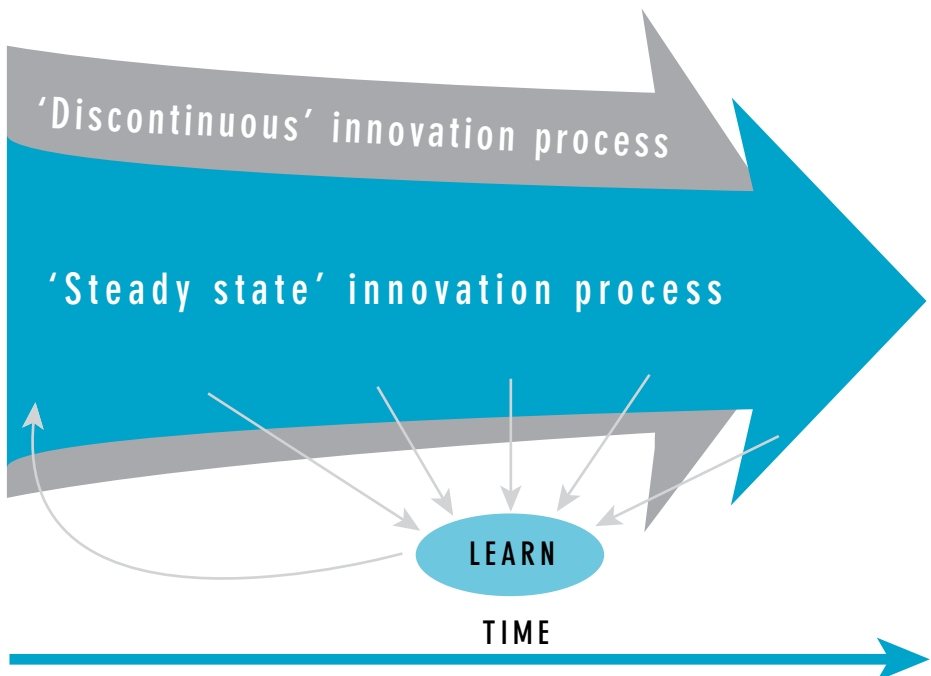 ‘Discontinuous’ innovation process
‘Steady state’ innovation process
LEARN
TIME